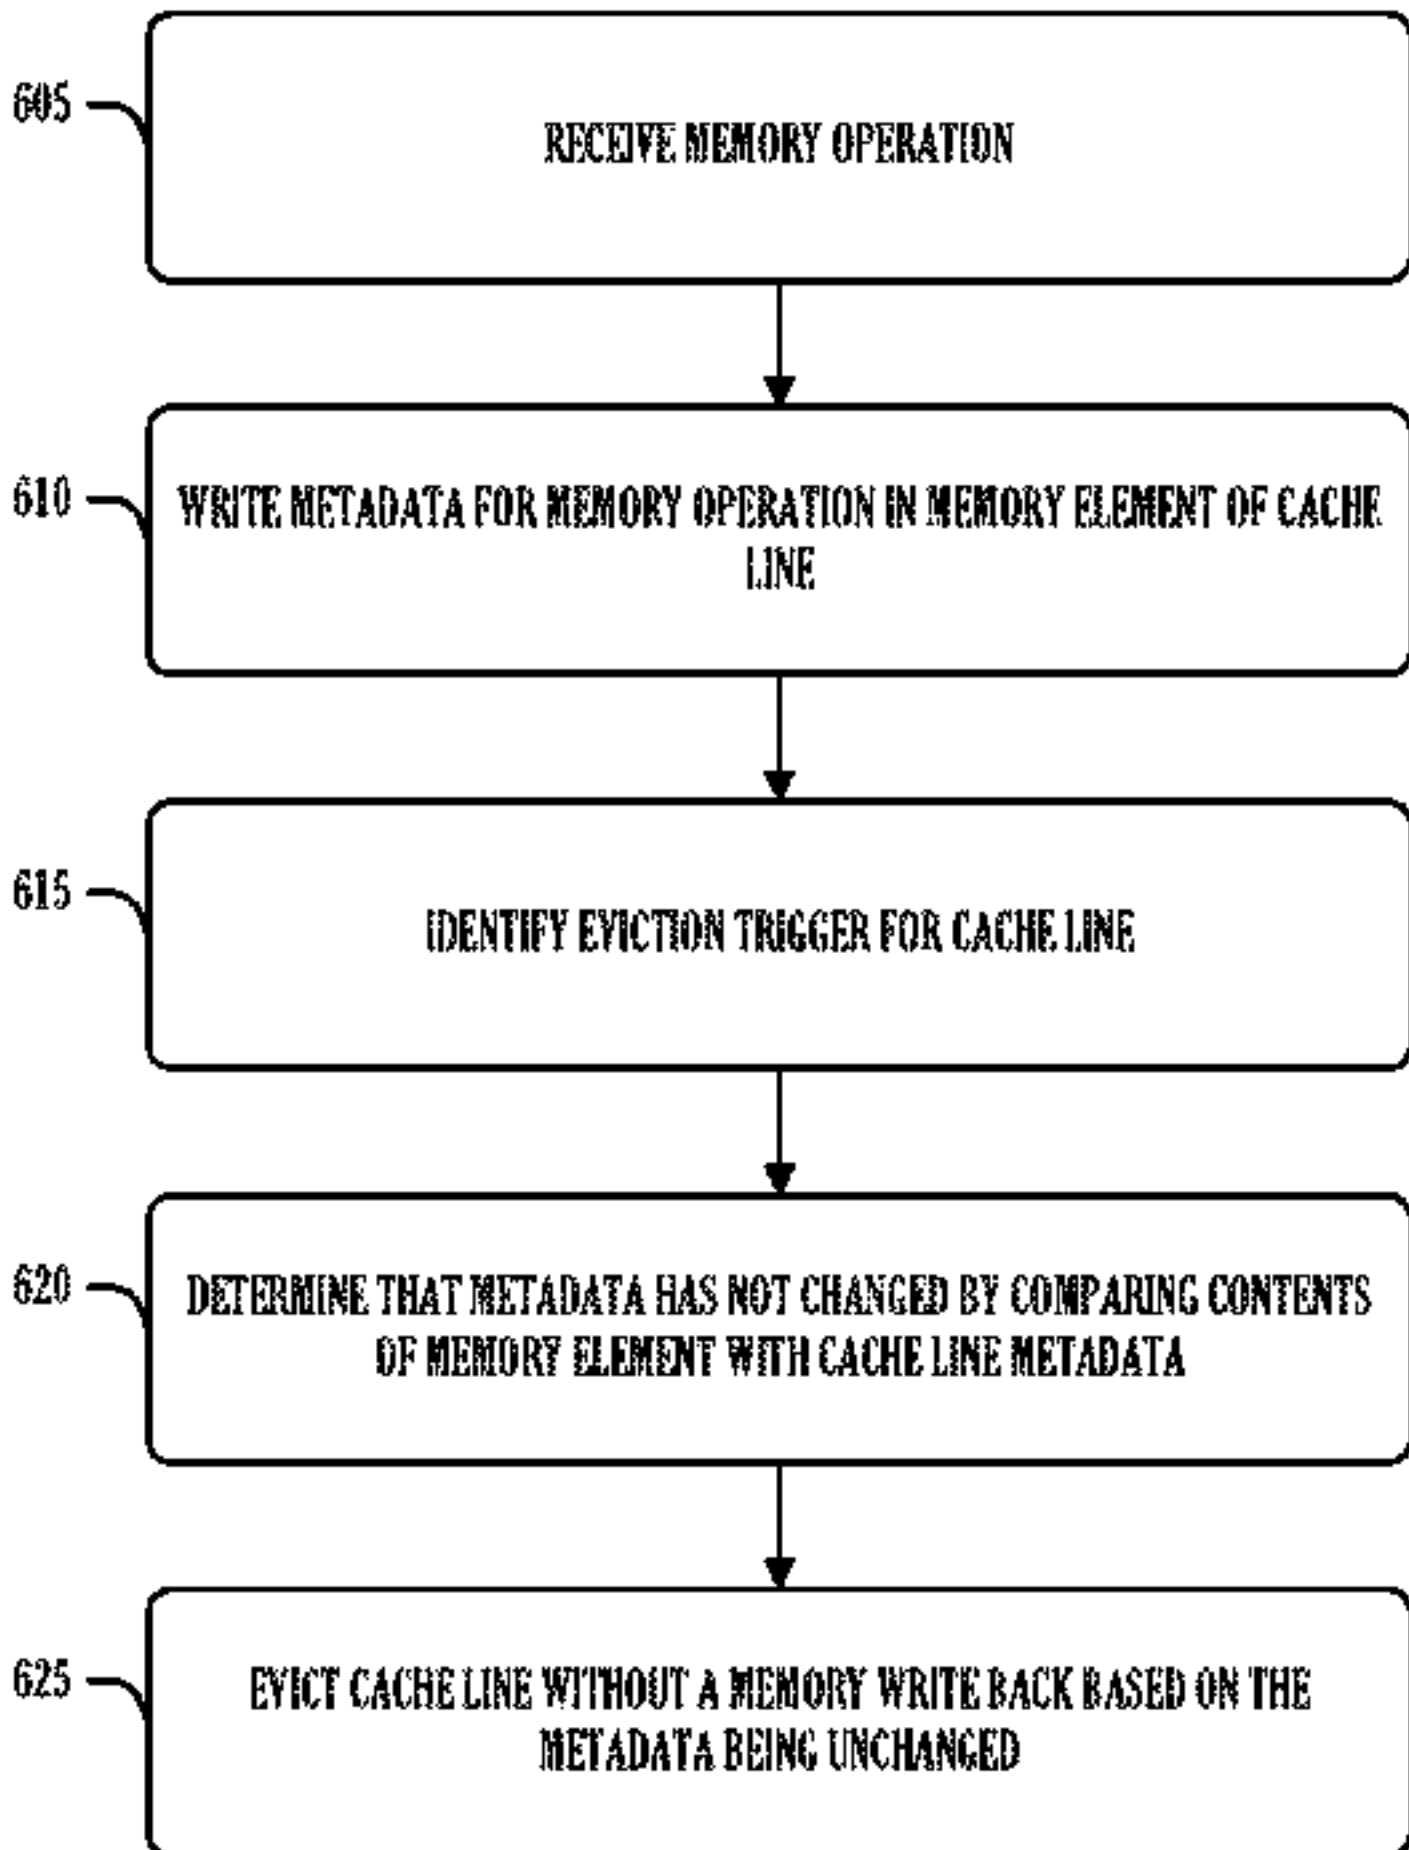 605
RECEIVE MEMORY OPERATION
610
WRITE METADATA FOR MEMORY OPERATION IN MEMORY ELEMENT OF CACHE
LINE
615
IDENTIFY EVICTION TRIGGER FOR CACHE LINE
620
DETERMINE THAT METADATA HAS NOT CHANGED BY COMPARING CONTENTS
OF MEMORY ELEMENT WITH CACHE LINE METADATA
625
EVICT CACHE LINE WITHOUT A MEMORY WRITE BACK BASED ON THE
METADATA BEING UNCHANGED